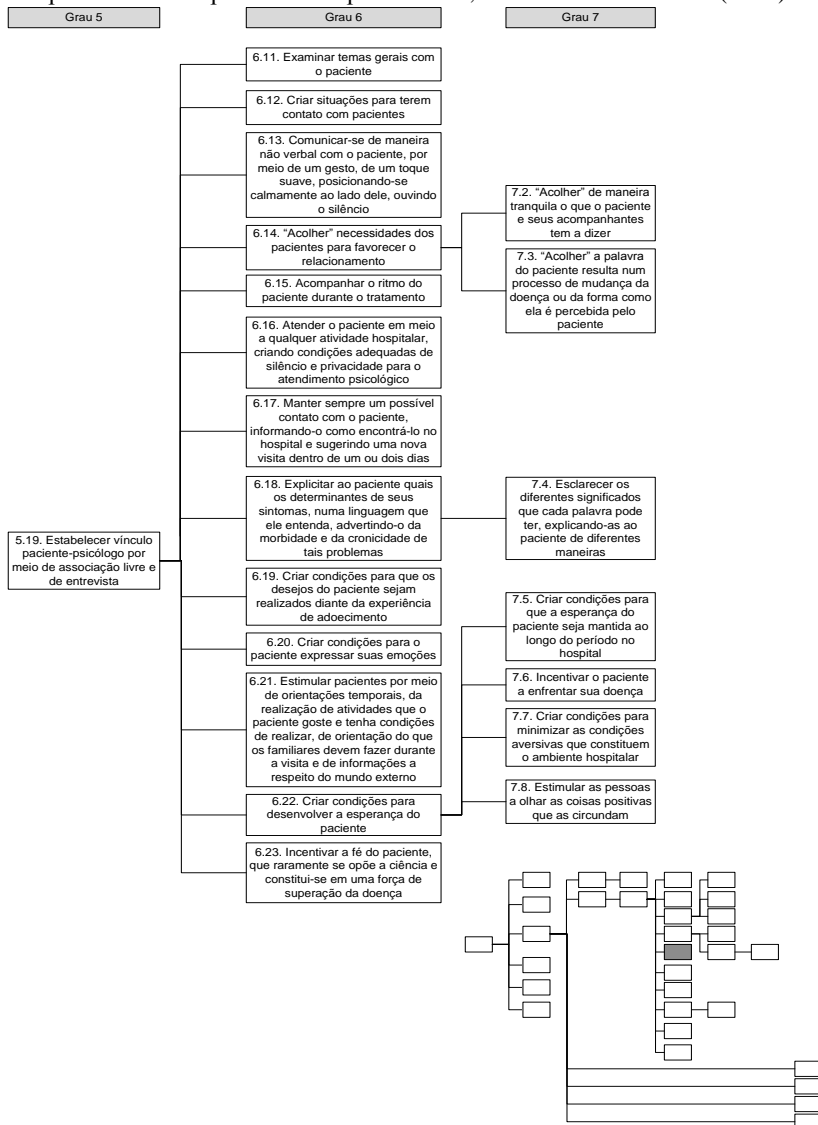 Grau 5
Grau 6
Grau 7
6.11. Examinar temas gerais com
o paciente
6.12. Criar situações para terem
contato com pacientes
6.13. Comunicar-se de maneira
não verbal com o paciente, por
meio de um gesto, de um toque
suave, posicionando-se
calmamente ao lado dele, ouvindo
o silêncio
6.14. “Acolher” necessidades dos
pacientes para favorecer o
relacionamento
6.15. Acompanhar o ritmo do
paciente durante o tratamento
6.16. Atender o paciente em meio
a qualquer atividade hospitalar,
criando condições adequadas de
silêncio e privacidade para o
atendimento psicológico
6.17. Manter sempre um possível
contato com o paciente,
informando-o como encontrá-lo no
hospital e sugerindo uma nova
visita dentro de um ou dois dias
6.18. Explicitar ao paciente quais
os determinantes de seus
sintomas, numa linguagem que
ele entenda, advertindo-o da
morbidade e da cronicidade de
tais problemas
5.19. Estabelecer vínculo
paciente-psicólogo por
meio de associação livre e
de entrevista
6.19. Criar condições para que os
desejos do paciente sejam
realizados diante da experiência
de adoecimento
6.20. Criar condições para o
paciente expressar suas emoções
6.21. Estimular pacientes por meio
de orientações temporais, da
realização de atividades que o
paciente goste e tenha condições
de realizar, de orientação do que
os familiares devem fazer durante
a visita e de informações a
respeito do mundo externo
6.22. Criar condições para
desenvolver a esperança do
paciente
6.23. Incentivar a fé do paciente,
que raramente se opõe a ciência e
constitui-se em uma força de
superação da doença
7.2. “Acolher” de maneira
tranquila o que o paciente
e seus acompanhantes
tem a dizer
7.3. “Acolher” a palavra
do paciente resulta num
processo de mudança da
doença ou da forma como
ela é percebida pelo
paciente
7.4. Esclarecer os
diferentes significados
que cada palavra pode
ter, explicando-as ao
paciente de diferentes
maneiras
7.5. Criar condições para
que a esperança do
paciente seja mantida ao
longo do período no
hospital
7.6. Incentivar o paciente
a enfrentar sua doença
7.7. Criar condições para
minimizar as condições
aversivas que constituem
o ambiente hospitalar
7.8. Estimular as pessoas
a olhar as coisas positivas
que as circundam